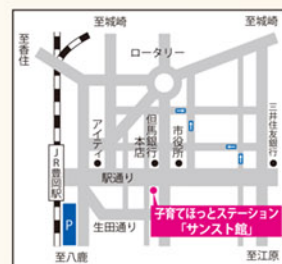 至城崎
至城崎
至香住
ロータリー
アイティ
但馬銀行
本店
市役所
三井住友銀行
JR豊岡駅
駅通り
子育てほっとステーション
「サンスト館」
P
生田通り
至八鹿
至江原